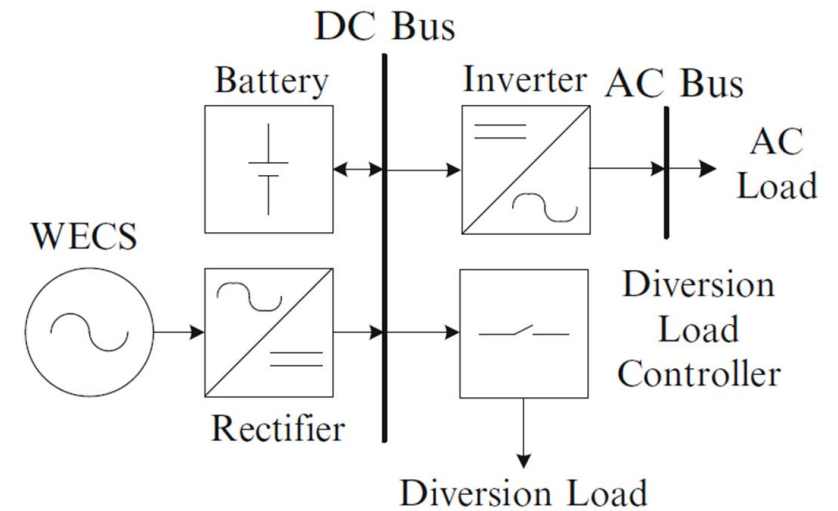 DC Bus
Battery
Inverter
AC Bus
AC
Load
WECS
Diversion
Load
Controller
Rectifier
Diversion Load